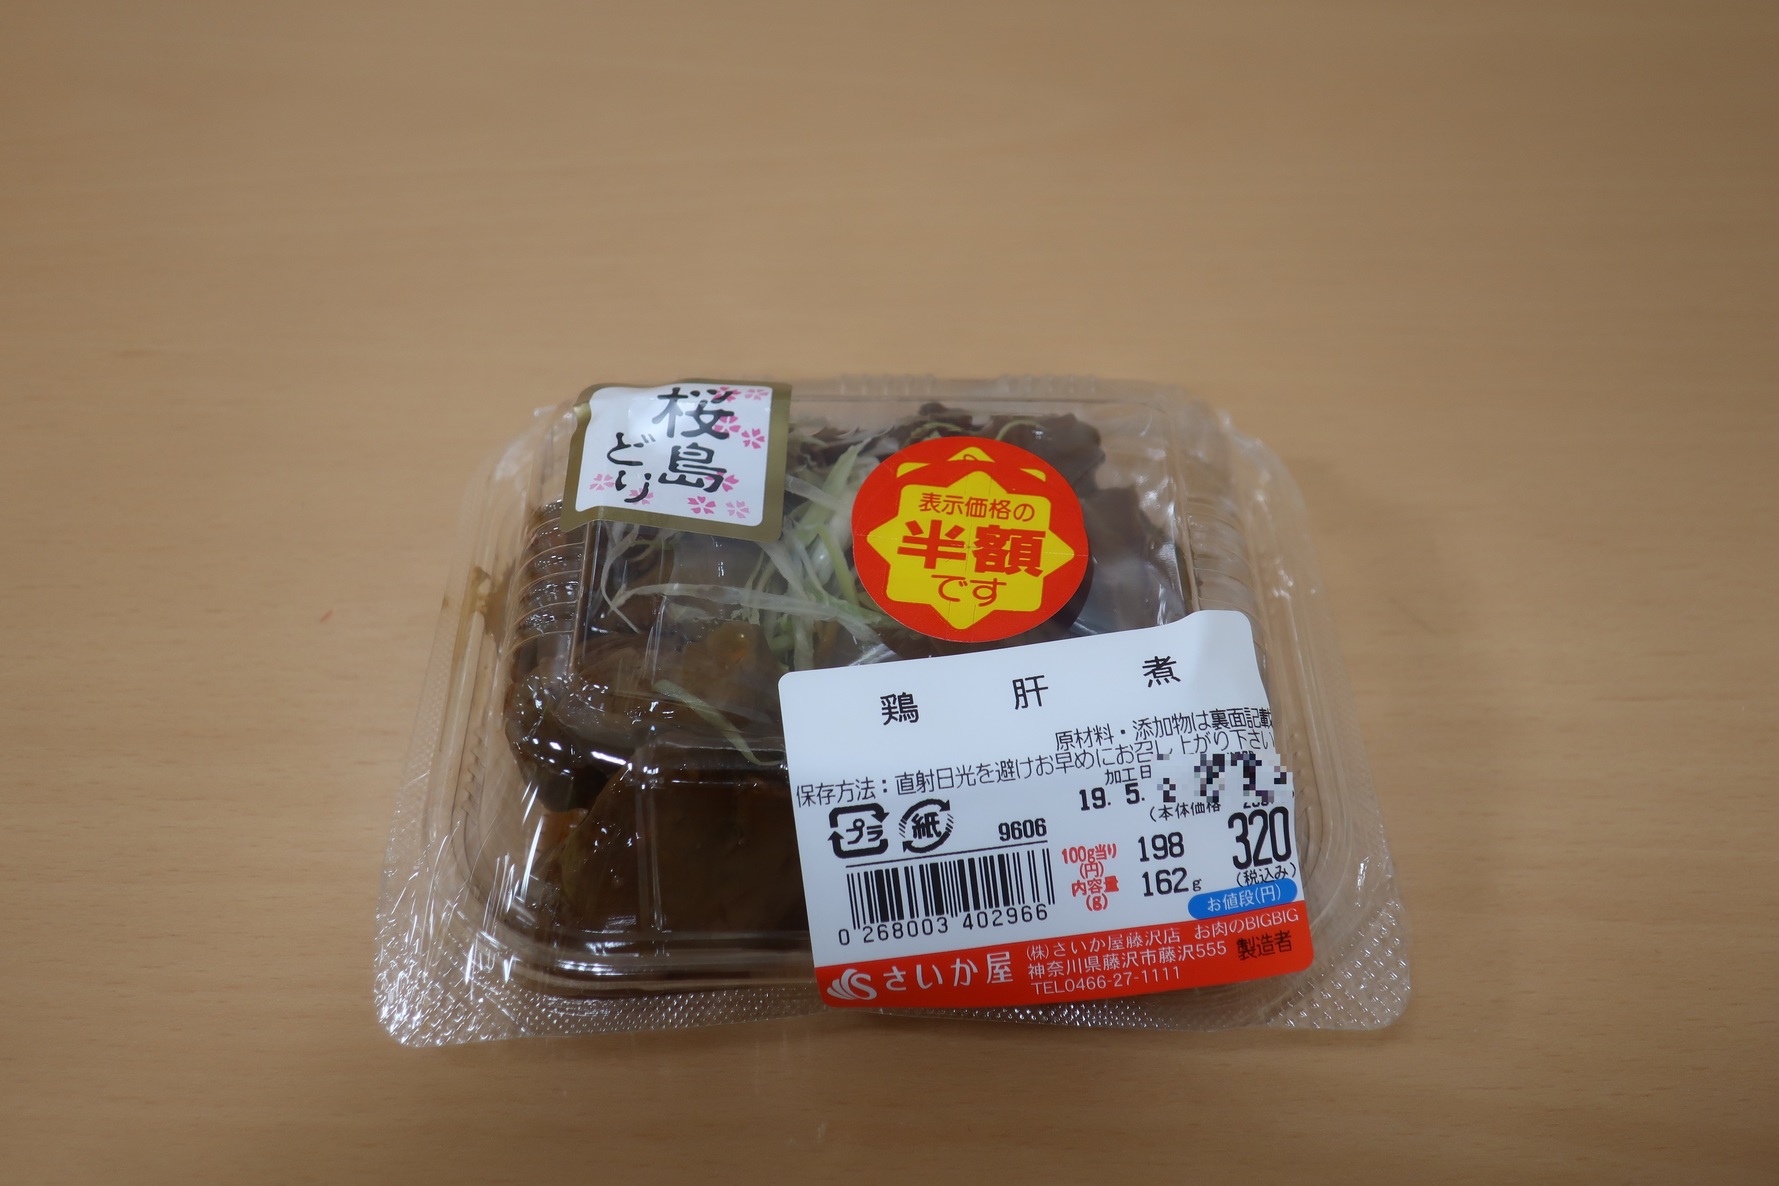 桜島
どり
表示価格の
半額
です
鶏 肝 煮
原材料・添加物は裏面記載
保存方法：直射日光を避けお早めにお召し上がり下さい
加工日
19. 5.
(本体価格
プラ 紙 9606
100g当り(円) 198
320
(税込み)
内容量(g) 162g
お値段(円)
0 268003 402966
さいか屋
(株)さいか屋藤沢店 お肉のBIGBIG
神奈川県藤沢市藤沢555 製造者
TEL0466-27-1111